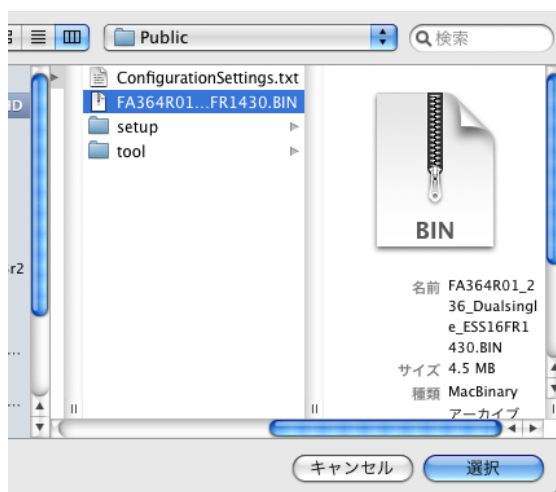 Public
検索
ConfigurationSettings.txt
FA364R01...FR1430.BIN
setup
tool
BIN
名前 FA364R01_2
36_Dualsingl
e_ESS16FR1
430.BIN
サイズ 4.5 MB
種類 MacBinary
アーカイブ
キャンセル
選択